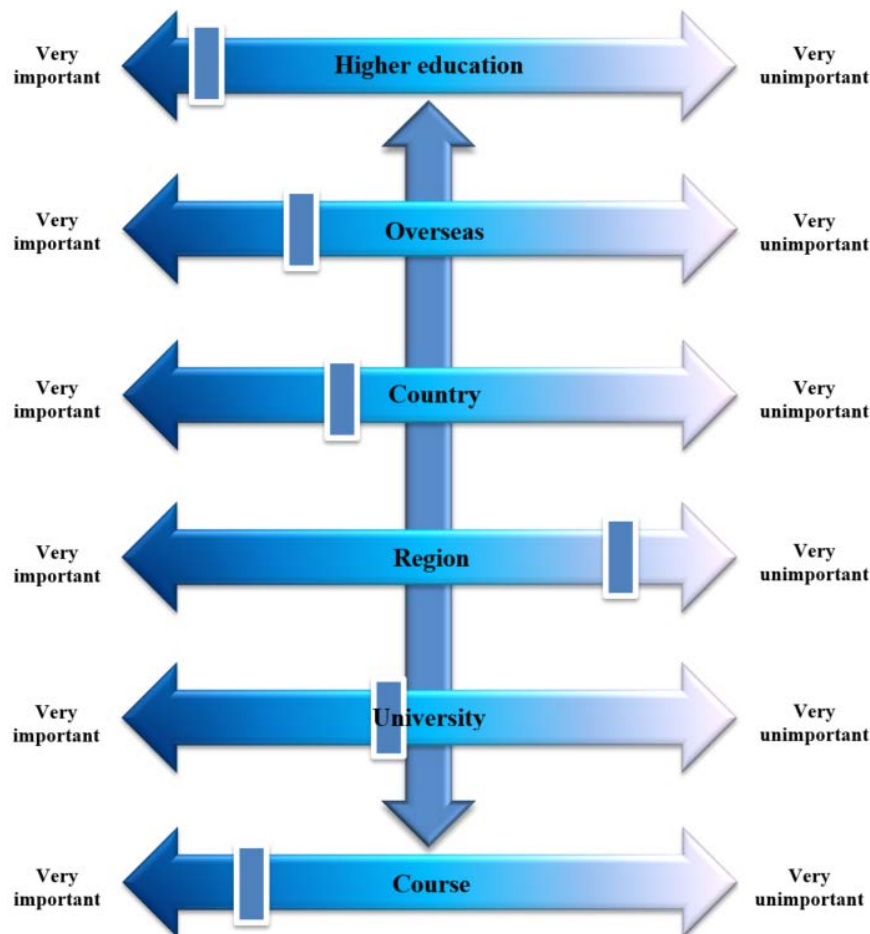 Very
important
Higher education
Very
unimportant
Very
important
Overseas
Very
unimportant
Very
important
Country
Very
unimportant
Very
important
Region
Very
unimportant
Very
important
University
Very
unimportant
Very
important
Course
Very
unimportant